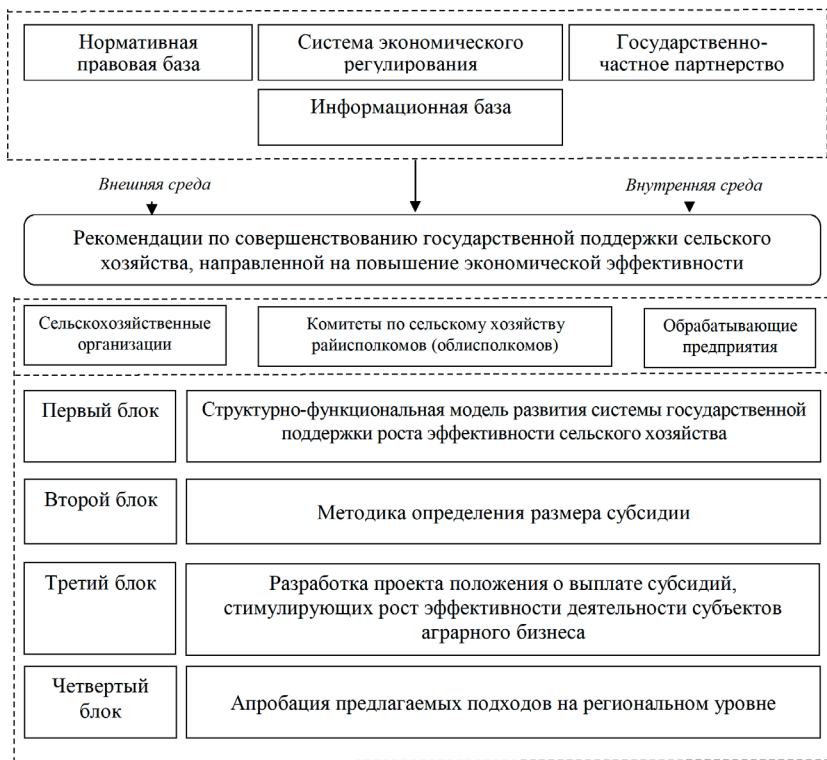 Нормативная
правовая база
Система экономического
регулирования
Государственно-
частное партнерство
Информационная база
Внешняя среда
Внутренняя среда
Рекомендации по совершенствованию государственной поддержки сельского
хозяйства, направленной на повышение экономической эффективности
Сельскохозяйственные
организации
Комитеты по сельскому хозяйству
райисполкомов (облисполкомов)
Обрабатывающие
предприятия
Первый блок
Структурно-функциональная модель развития системы государственной
поддержки роста эффективности сельского хозяйства
Второй блок
Методика определения размера субсидии
Третий блок
Разработка проекта положения о выплате субсидий,
стимулирующих рост эффективности деятельности субъектов
аграрного бизнеса
Четвертый
блок
Апробация предлагаемых подходов на региональном уровне